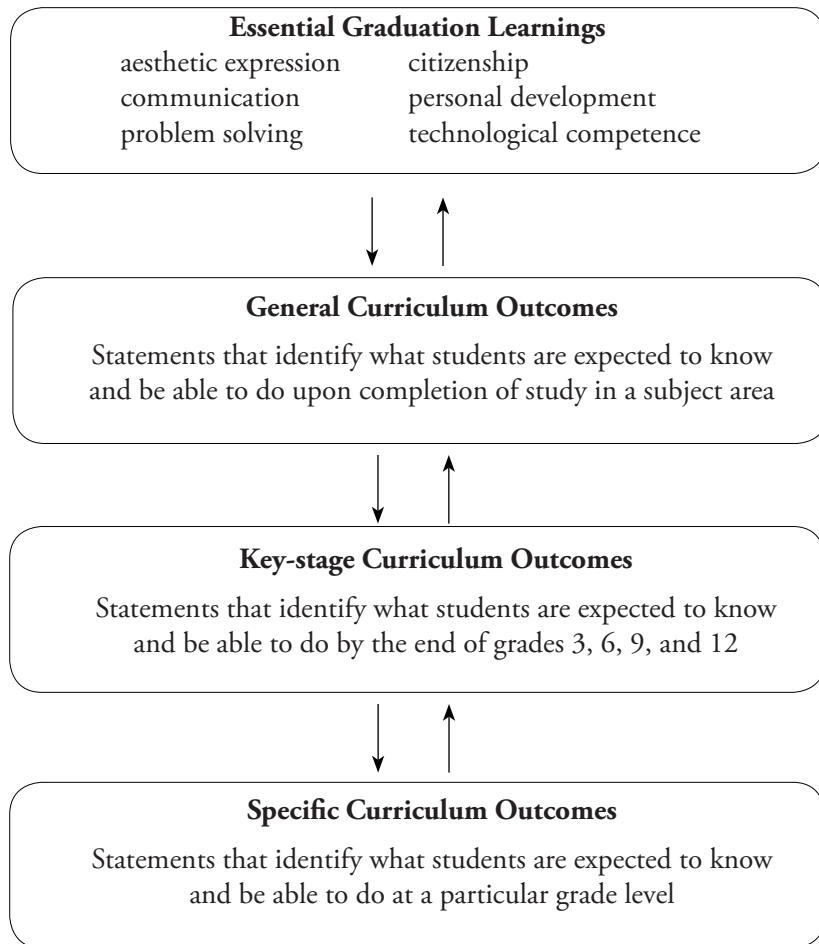 Essential Graduation Learnings
aesthetic expression citizenship
communication personal development
problem solving technological competence
General Curriculum Outcomes
Statements that identify what students are expected to know
and be able to do upon completion of study in a subject area
Key-stage Curriculum Outcomes
Statements that identify what students are expected to know
and be able to do by the end of grades 3, 6, 9, and 12
Specific Curriculum Outcomes
Statements that identify what students are expected to know
and be able to do at a particular grade level